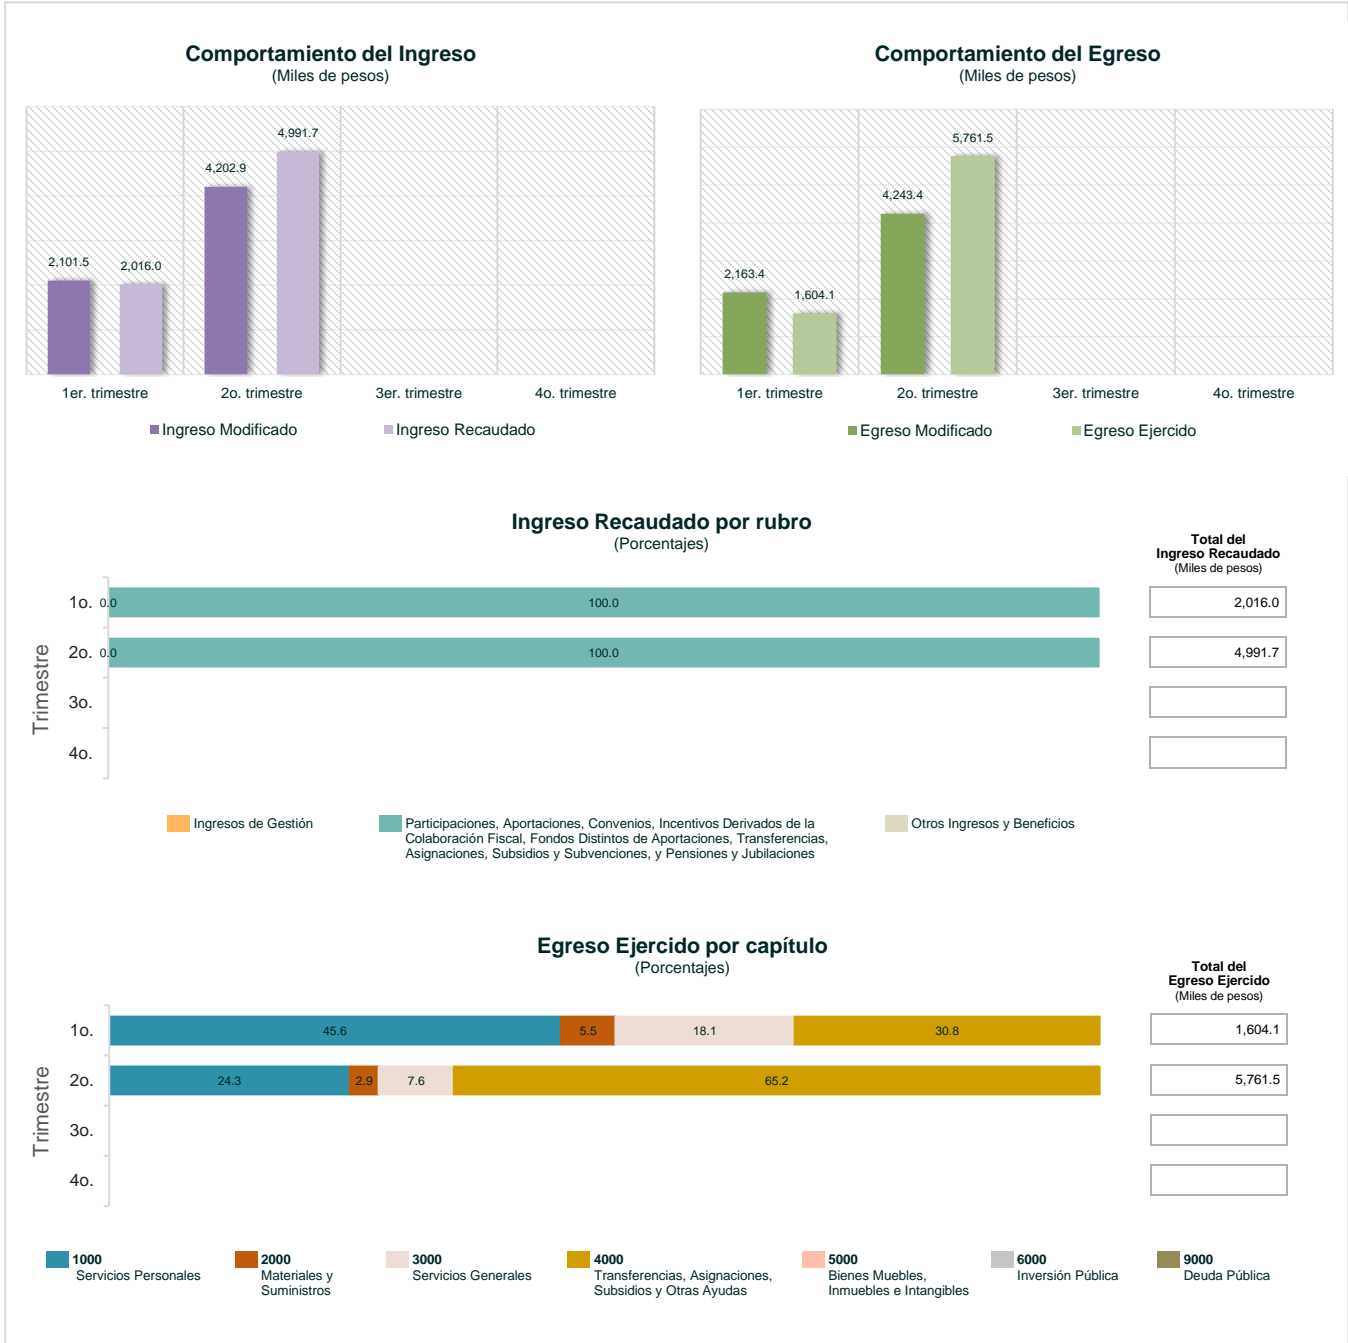 Comportamiento del Ingreso
(Miles de pesos)
4,991.7
4,202.9
2,101.5
2,016.0
1er. trimestre
2o. trimestre
3er. trimestre
4o. trimestre
Ingreso Modificado
Ingreso Recaudado
Comportamiento del Egreso
(Miles de pesos)
5,761.5
4,243.4
2,163.4
1,604.1
1er. trimestre
2o. trimestre
3er. trimestre
4o. trimestre
Egreso Modificado
Egreso Ejercido
Ingreso Recaudado por rubro
(Porcentajes)
Total del
Ingreso Recaudado
(Miles de pesos)
Trimestre
1o.
0.0
100.0
2,016.0
2o.
0.0
100.0
4,991.7
3o.
4o.
Ingresos de Gestión
Participaciones, Aportaciones, Convenios, Incentivos Derivados de la
Colaboración Fiscal, Fondos Distintos de Aportaciones, Transferencias,
Asignaciones, Subsidios y Subvenciones, y Pensiones y Jubilaciones
Otros Ingresos y Beneficios
Egreso Ejercido por capítulo
(Porcentajes)
Total del
Egreso Ejercido
(Miles de pesos)
Trimestre
1o.
45.6
5.5
18.1
30.8
1,604.1
2o.
24.3
2.9
7.6
65.2
5,761.5
3o.
4o.
1000
Servicios Personales
2000
Materiales y
Suministros
3000
Servicios Generales
4000
Transferencias, Asignaciones,
Subsidios y Otras Ayudas
5000
Bienes Muebles,
Inmuebles e Intangibles
6000
Inversión Pública
9000
Deuda Pública